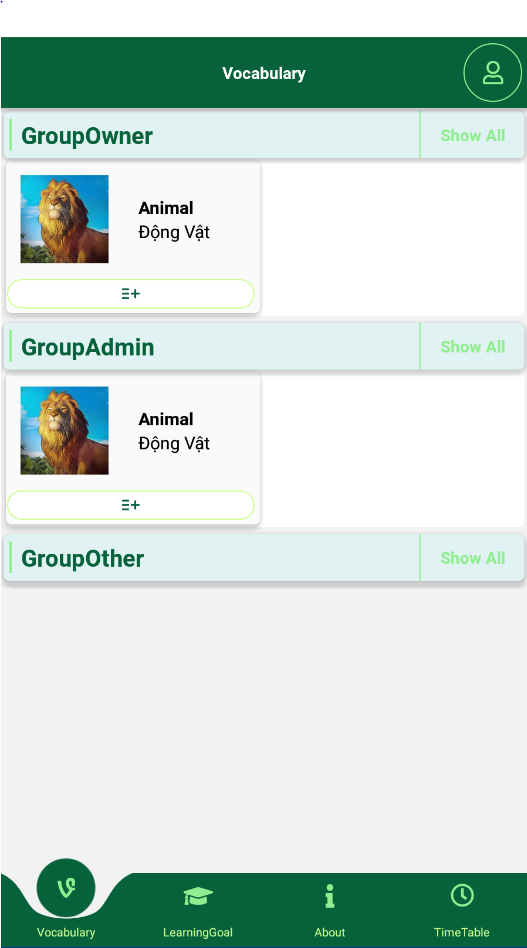 Vocabulary
GroupOwner
Show All
Animal
Động Vật
GroupAdmin
Show All
Animal
Động Vật
GroupOther
Show All
Vocabulary
LearningGoal
About
TimeTable